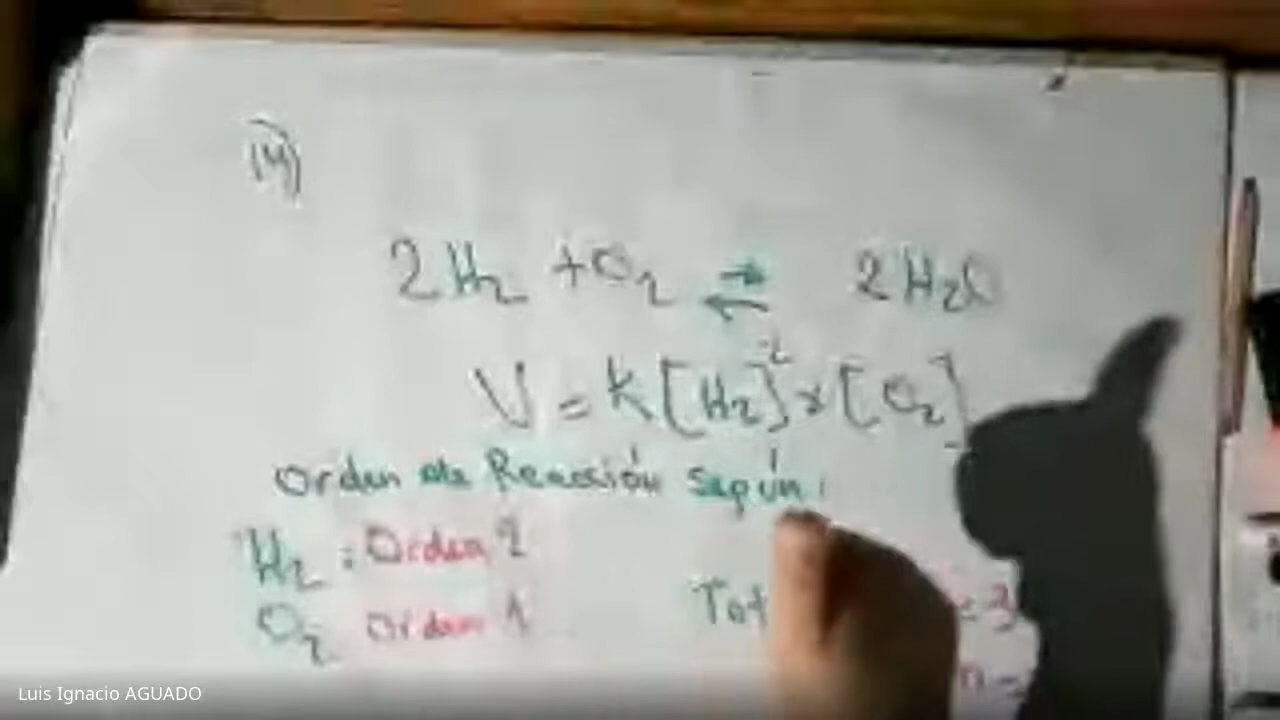 14)
2H₂ + O₂ ⇄ 2H₂O
V = K [H₂]² x [O₂]
Orden de Reacción según:
H₂ : Orden 2
O₂ Orden 1
= 3
Luis Ignacio AGUADO